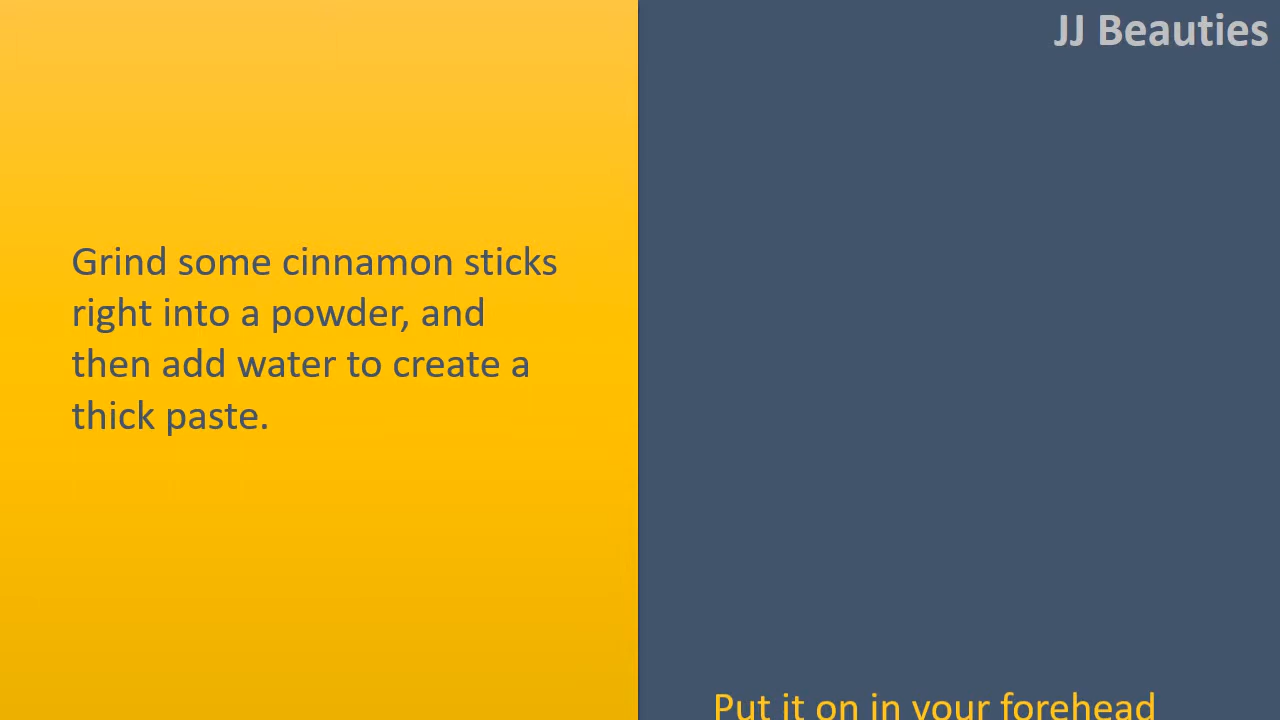 JJ Beauties
Grind some cinnamon sticks
right into a powder, and
then add water to create a
thick paste.
Put it on in your forehead